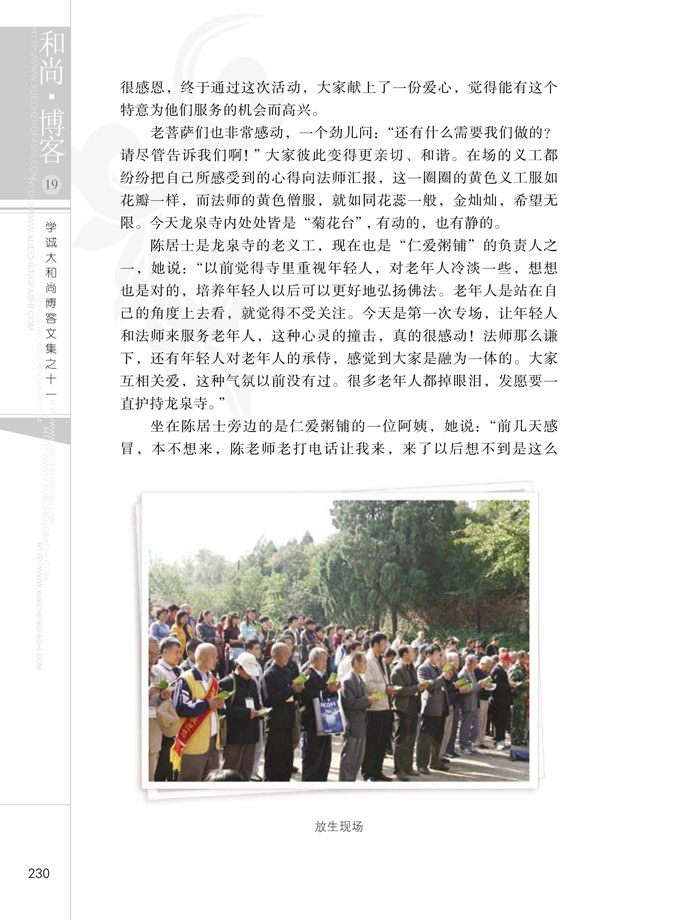 和尚·博客
19
学诚大和尚博客文集之十一
HTTP://WWW.XUECHENGFASHI.COM
很感恩，终于通过这次活动，大家献上了一份爱心，觉得能有这个
特意为他们服务的机会而高兴。
老菩萨们也非常感动，一个劲儿问：“还有什么需要我们做的？
请尽管告诉我们啊！”大家彼此变得更亲切、和谐。在场的义工都
纷纷把自己所感受到的心得向法师汇报，这一圈圈的黄色义工服如
花瓣一样，而法师的黄色僧服，就如同花蕊一般，金灿灿，希望无
限。今天龙泉寺内处处皆是“菊花台”，有动的，也有静的。
陈居士是龙泉寺的老义工，现在也是“仁爱粥铺”的负责人之
一，她说：“以前觉得寺里重视年轻人，对老年人冷淡一些，想想
也是对的，培养年轻人以后可以更好地弘扬佛法。老年人是站在自
己的角度上去看，就觉得不受关注。今天是第一次专场，让年轻人
和法师来服务老年人，这种心灵的撞击，真的很感动！法师那么谦
下，还有年轻人对老年人的承侍，感觉到大家是融为一体的。大家
互相关爱，这种气氛以前没有过。很多老年人都掉眼泪，发愿要一
直护持龙泉寺。”
坐在陈居士旁边的是仁爱粥铺的一位阿姨，她说：“前几天感
冒，本不想来，陈老师老打电话让我来，来了以后想不到是这么
放生现场
230